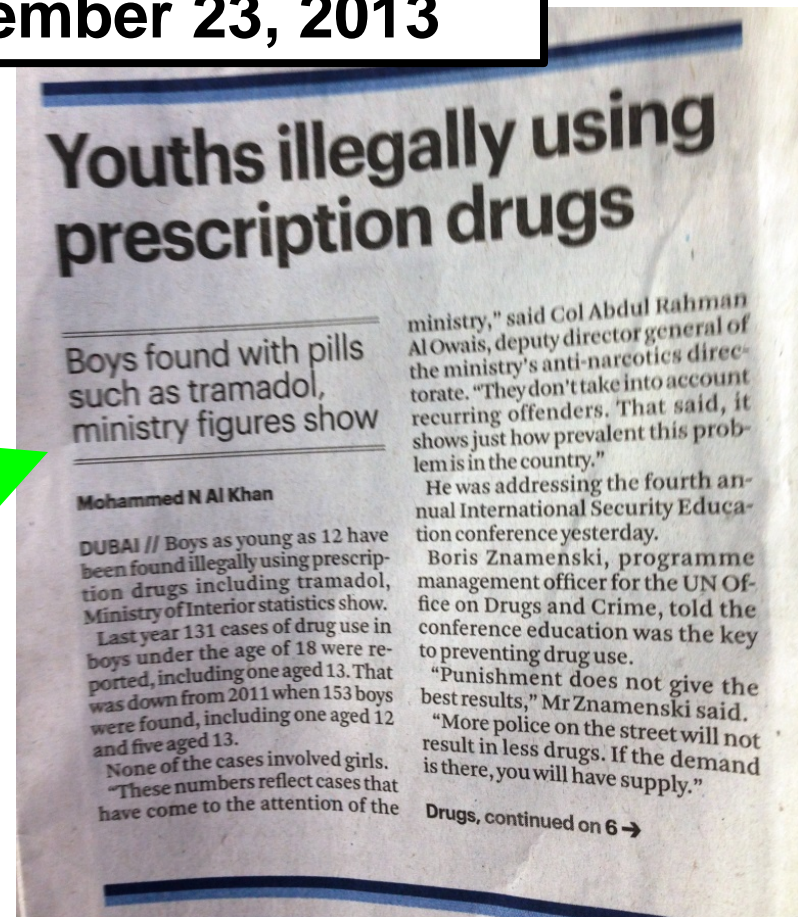 ember 23, 2013
Youths illegally using
prescription drugs
Boys found with pills
such as tramadol,
ministry figures show
Mohammed N Al Khan
DUBAI // Boys as young as 12 have
been found illegally using prescrip-
tion drugs including tramadol,
Ministry of Interior statistics show.
Last year 131 cases of drug use in
boys under the age of 18 were re-
ported, including one aged 13. That
was down from 2011 when 153 boys
were found, including one aged 12
and five aged 13.
None of the cases involved girls.
"These numbers reflect cases that
have come to the attention of the
ministry," said Col Abdul Rahman
Al Owais, deputy director general of
the ministry's anti-narcotics direc-
torate. "They don't take into account
recurring offenders. That said, it
shows just how prevalent this prob-
lem is in the country."
He was addressing the fourth an-
nual International Security Educa-
tion conference yesterday.
Boris Znamenski, programme
management officer for the UN Of-
fice on Drugs and Crime, told the
conference education was the key
to preventing drug use.
"Punishment does not give the
best results," Mr Znamenski said.
"More police on the street will not
result in less drugs. If the demand
is there, you will have supply."
Drugs, continued on 6 →